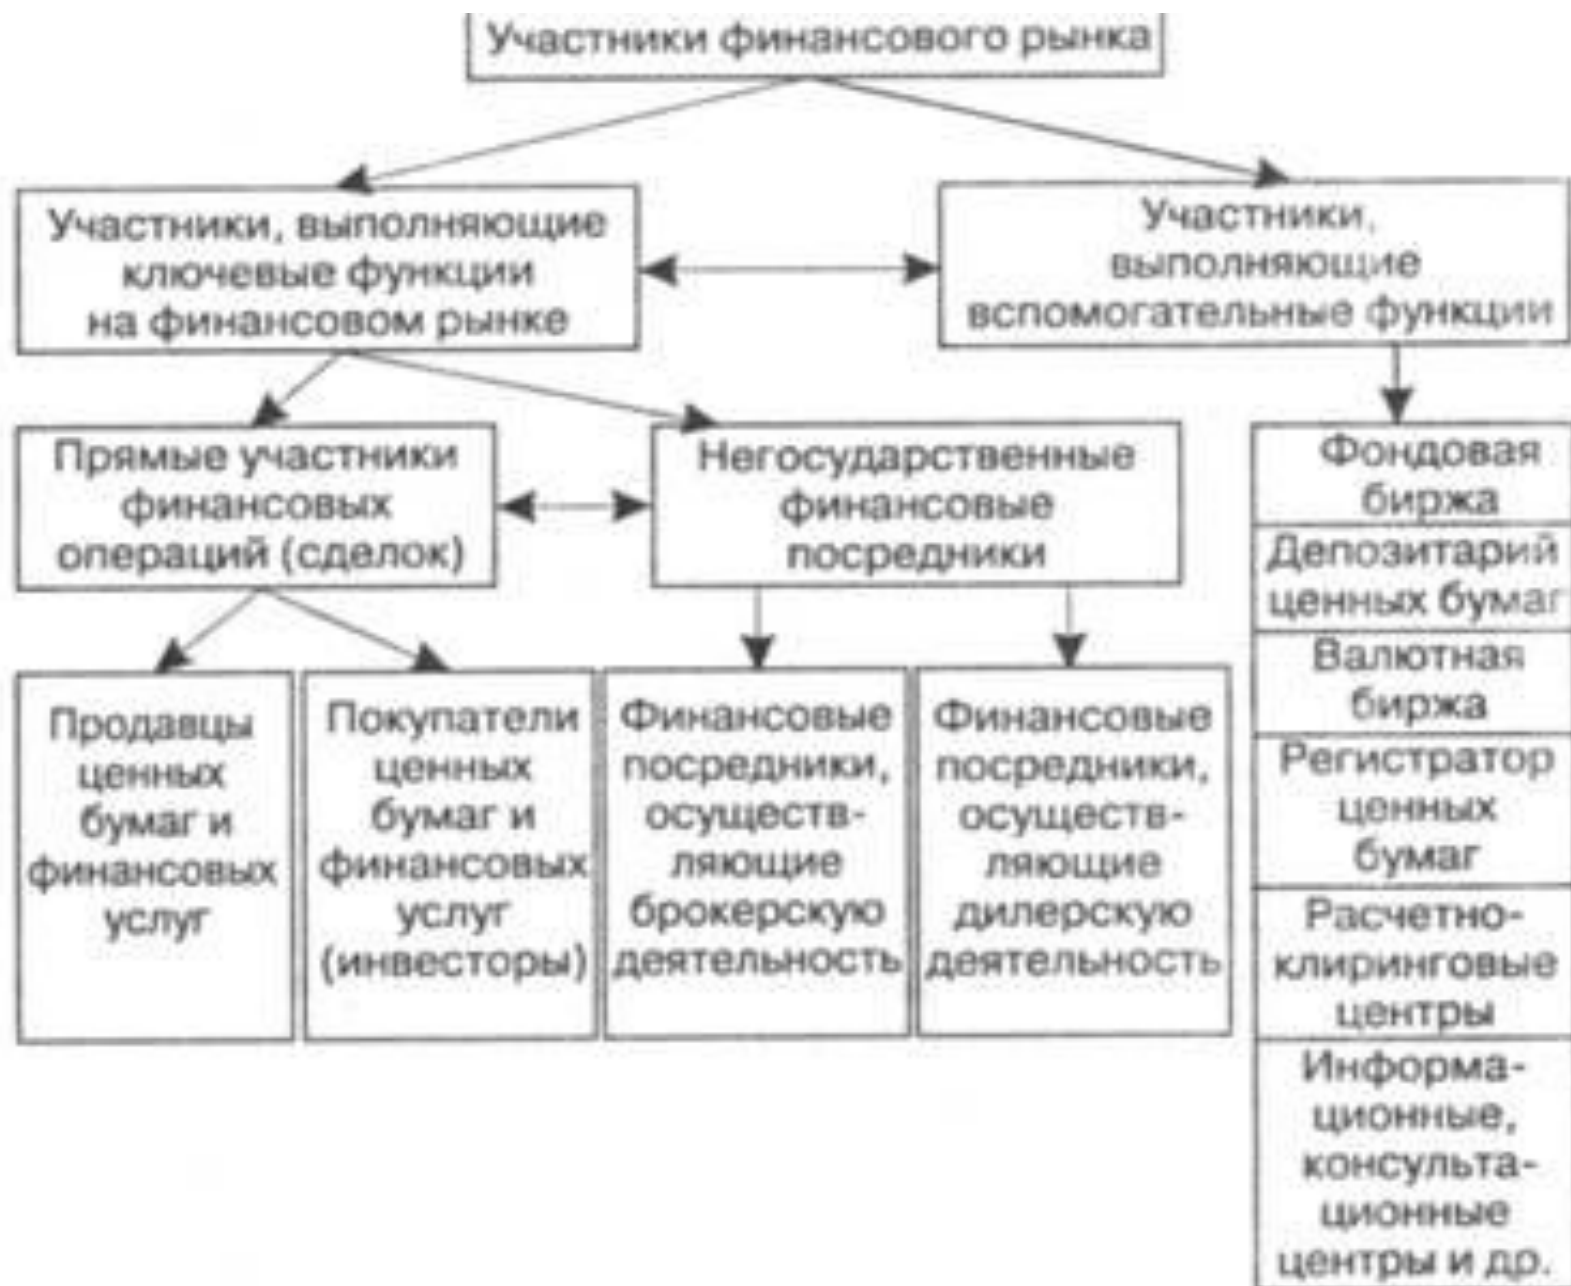 Участники финансового рынка
Участники, выполняющие
ключевые функции
на финансовом рынке
Участники,
выполняющие
вспомогательные функции
Прямые участники
финансовых
операций (сделок)
Негосударственные
финансовые
посредники
Продавцы
ценных
бумаг и
финансовых
услуг
Покупатели
ценных
бумаг и
финансовых
услуг
(инвесторы)
Финансовые
посредники,
осуществ-
ляющие
брокерскую
деятельность
Финансовые
посредники,
осуществ-
ляющие
дилерскую
деятельность
Фондовая
биржа
Депозитарий
ценных бумаг
Валютная
биржа
Регистратор
ценных
бумаг
Расчетно-
клиринговые
центры
Информа-
ционные,
консульта-
ционные
центры и др.